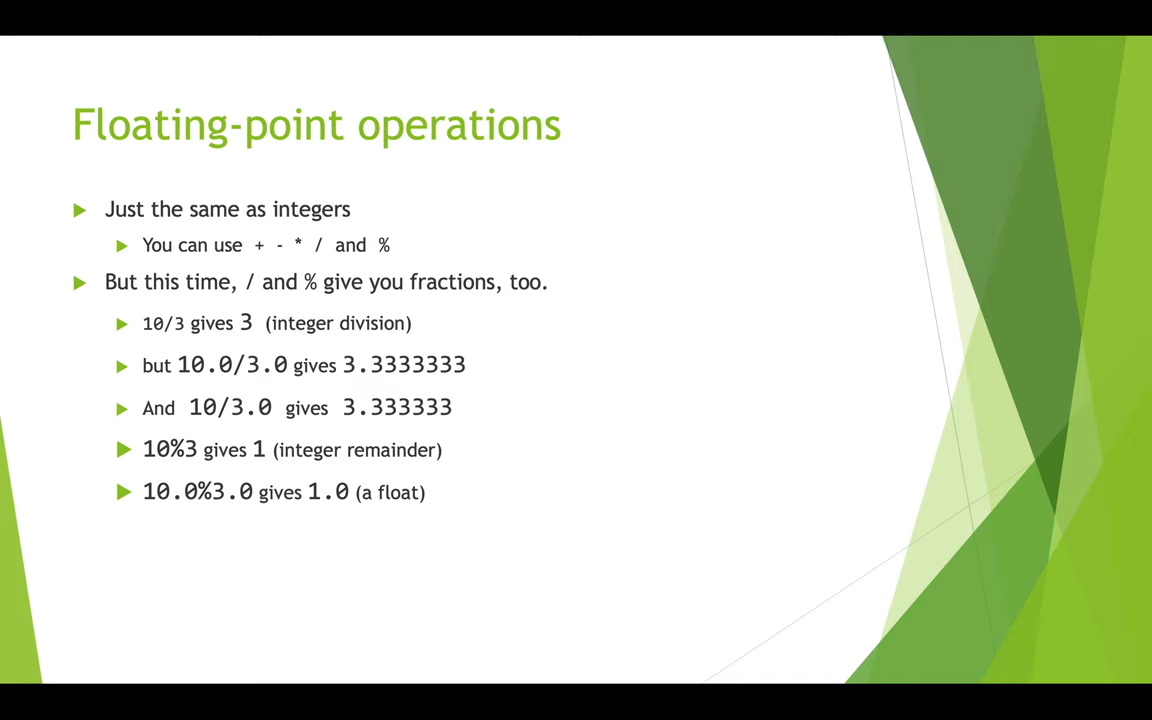 Floating-point operations
Just the same as integers
You can use + - * / and %
But this time, / and % give you fractions, too.
10/3 gives 3 (integer division)
but 10.0/3.0 gives 3.3333333
And 10/3.0 gives 3.333333
10%3 gives 1 (integer remainder)
10.0%3.0 gives 1.0 (a float)